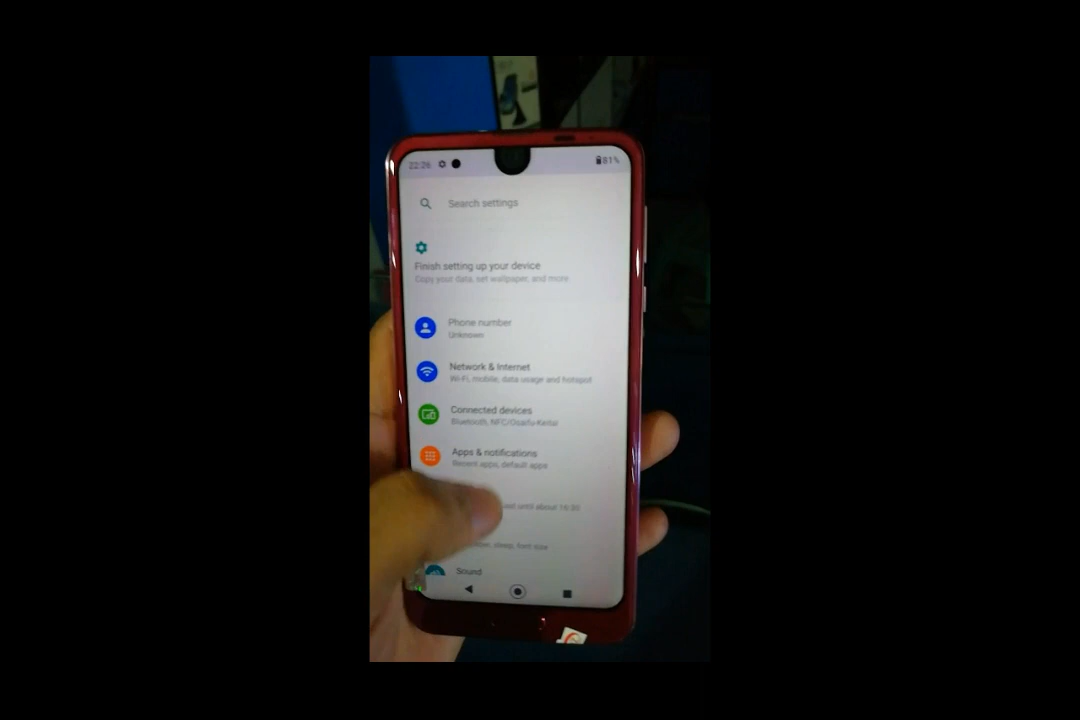 22:26
81%
Search settings
Finish setting up your device
Copy your data, set wallpaper, and more
Phone number
Unknown
Network & Internet
Wi-Fi, mobile, data usage and hotspot
Connected devices
Bluetooth, NFC/Osaifu-Keitai
Apps & notifications
Recent apps, default apps
last until about 16:30
sleep, font size
Sound